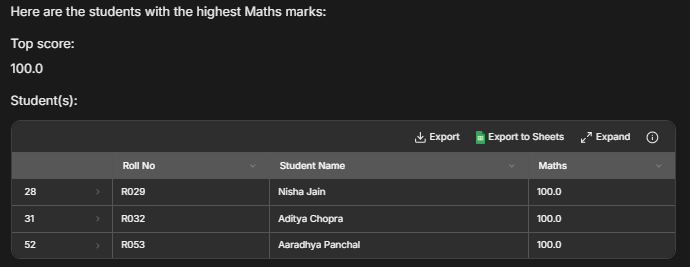 Here are the students with the highest Maths marks:
Top score:
100.0
Student(s):
Export Export to Sheets Expand
Roll No Student Name Maths
28 R029 Nisha Jain 100.0
31 R032 Aditya Chopra 100.0
52 R053 Aaradhya Panchal 100.0